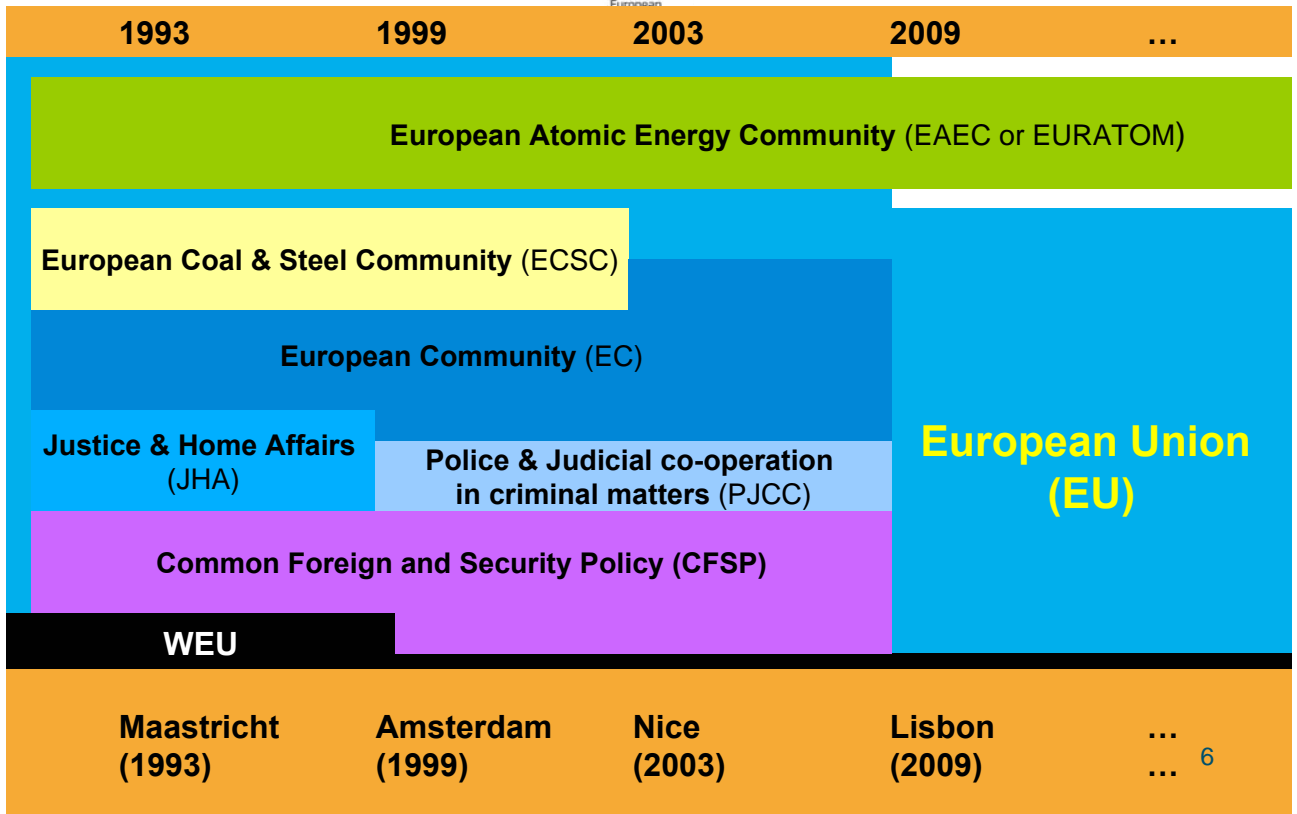 European
1993 1999 2003 2009 …
European Atomic Energy Community (EAEC or EURATOM)
European Coal & Steel Community (ECSC)
European Community (EC)
Justice & Home Affairs
(JHA)
Police & Judicial co-operation
in criminal matters (PJCC)
European Union
(EU)
Common Foreign and Security Policy (CFSP)
WEU
Maastricht Amsterdam Nice Lisbon …
(1993) (1999) (2003) (2009) … 6